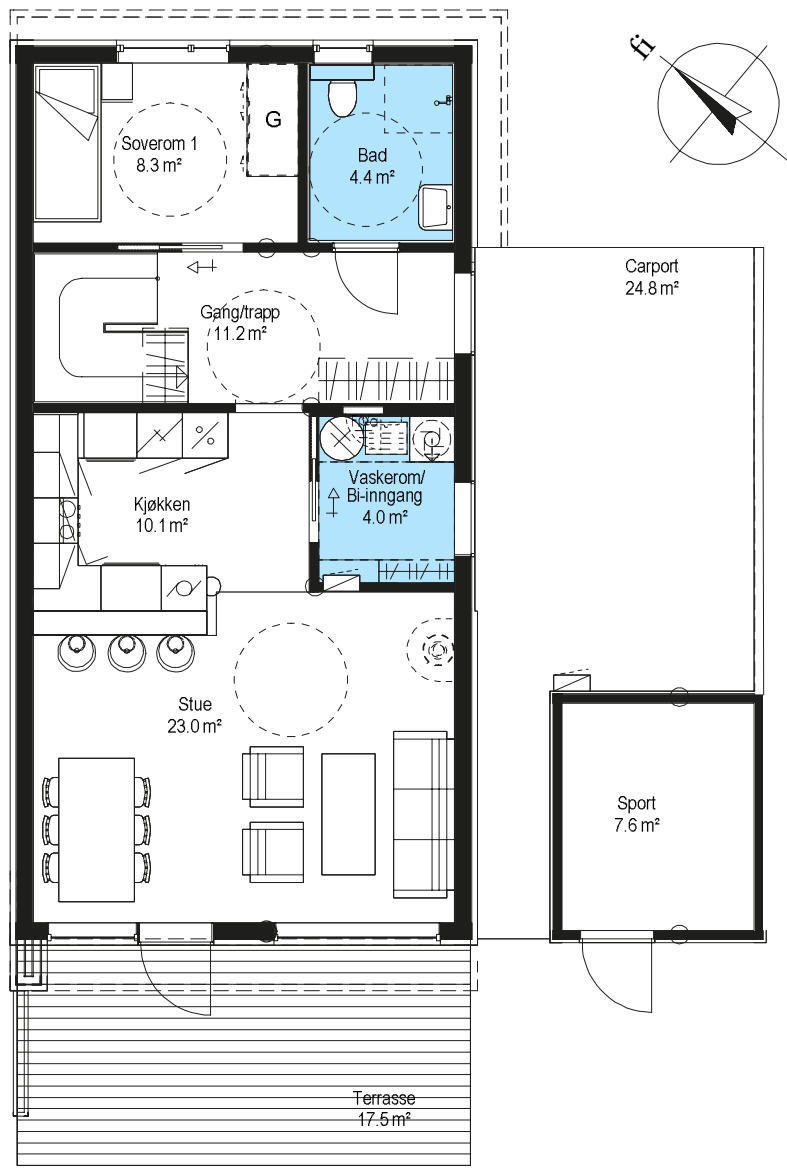 fi
G
Soverom 1
8.3 m²
Bad
4.4 m²
Carport
24.8 m²
Gang/trapp
11.2 m²
Vaskerom/
Bi-inngang
4.0 m²
Kjøkken
10.1 m²
Stue
23.0 m²
Sport
7.6 m²
Terrasse
17.5 m²